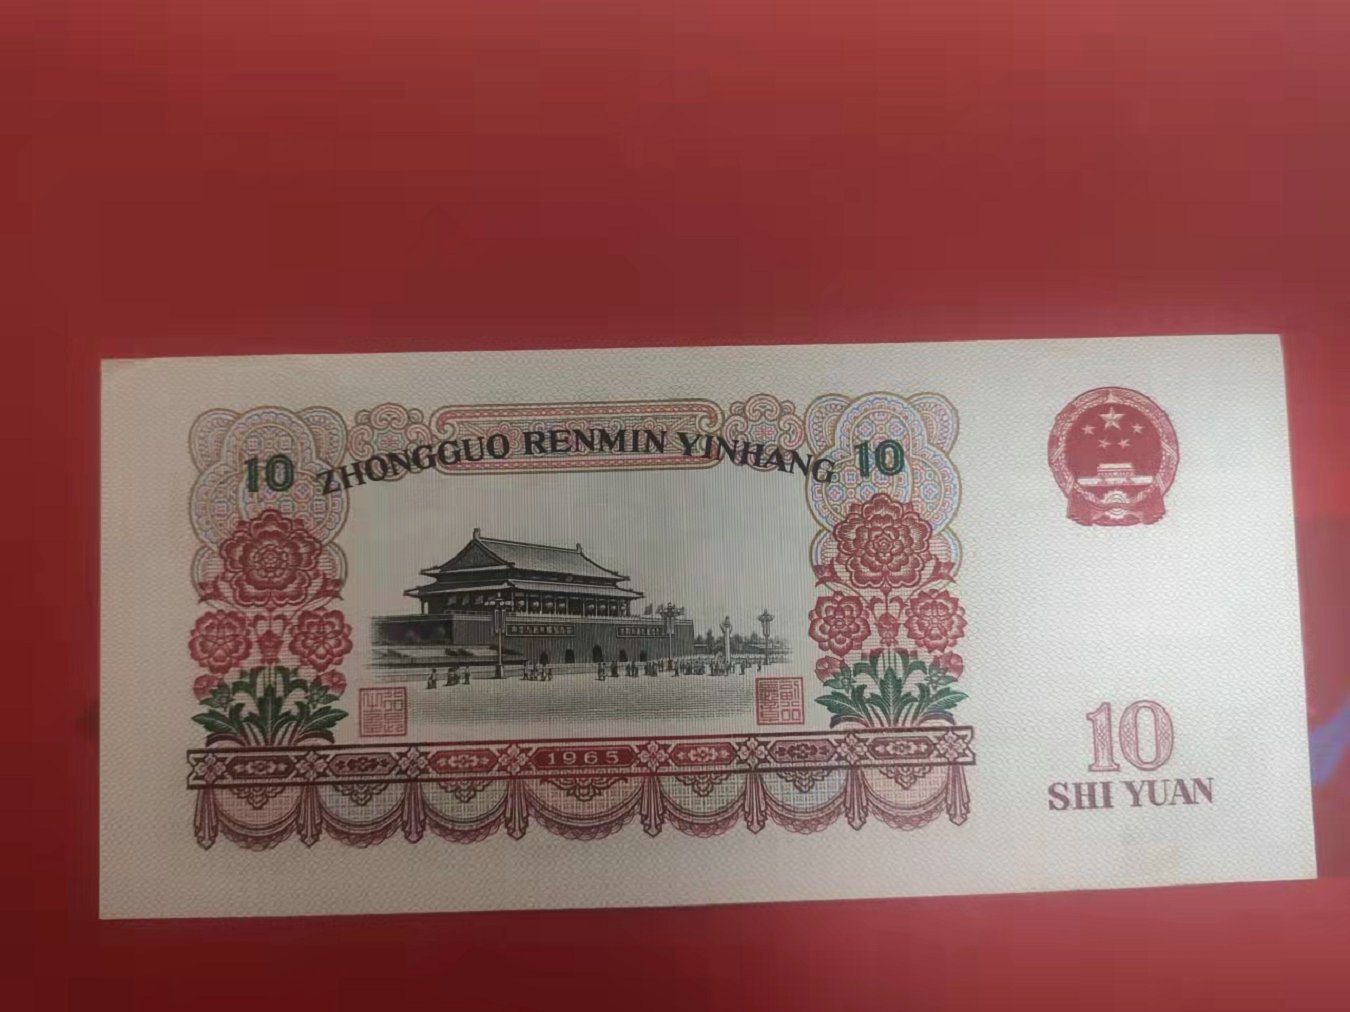 10 ZHONGGUO RENMIN YINHANG 10
1965
10
SHI YUAN